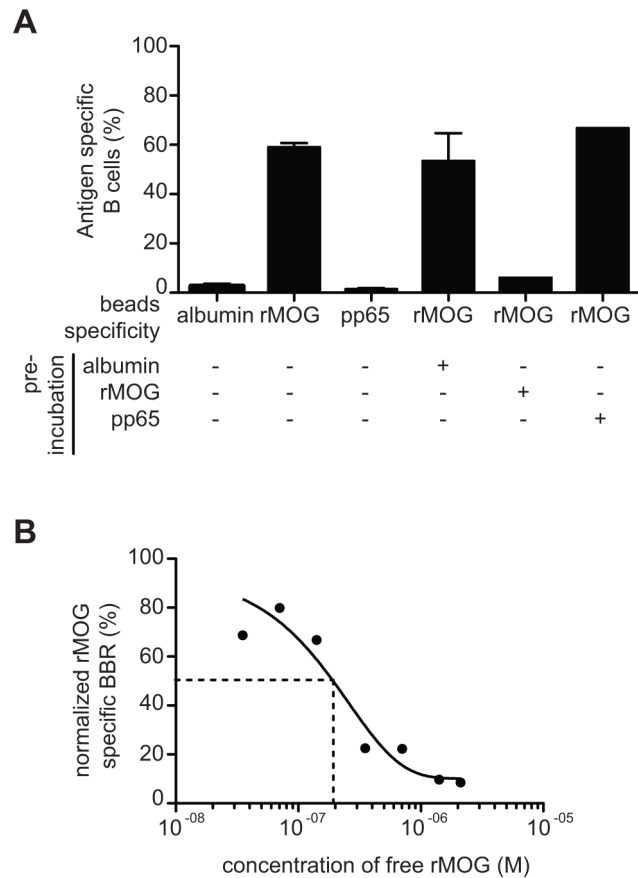 A
Antigen specific
B cells (%)
100
80
60
40
20
0
beads
specificity
albumin rMOG pp65 rMOG rMOG rMOG
pre-
incubation
albumin - - - + - -
rMOG - - - - + -
pp65 - - - - - +
B
normalized rMOG
specific BBR (%)
100
80
60
40
20
0
10^-08 10^-07 10^-06 10^-05
concentration of free rMOG (M)